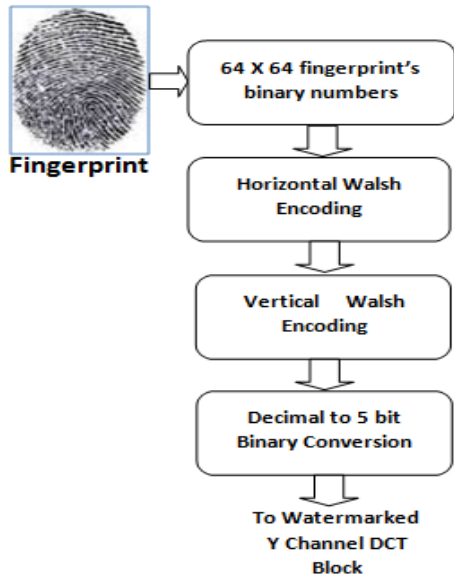 Fingerprint
64 X 64 fingerprint's
binary numbers
Horizontal Walsh
Encoding
Vertical Walsh
Encoding
Decimal to 5 bit
Binary Conversion
To Watermarked
Y Channel DCT
Block